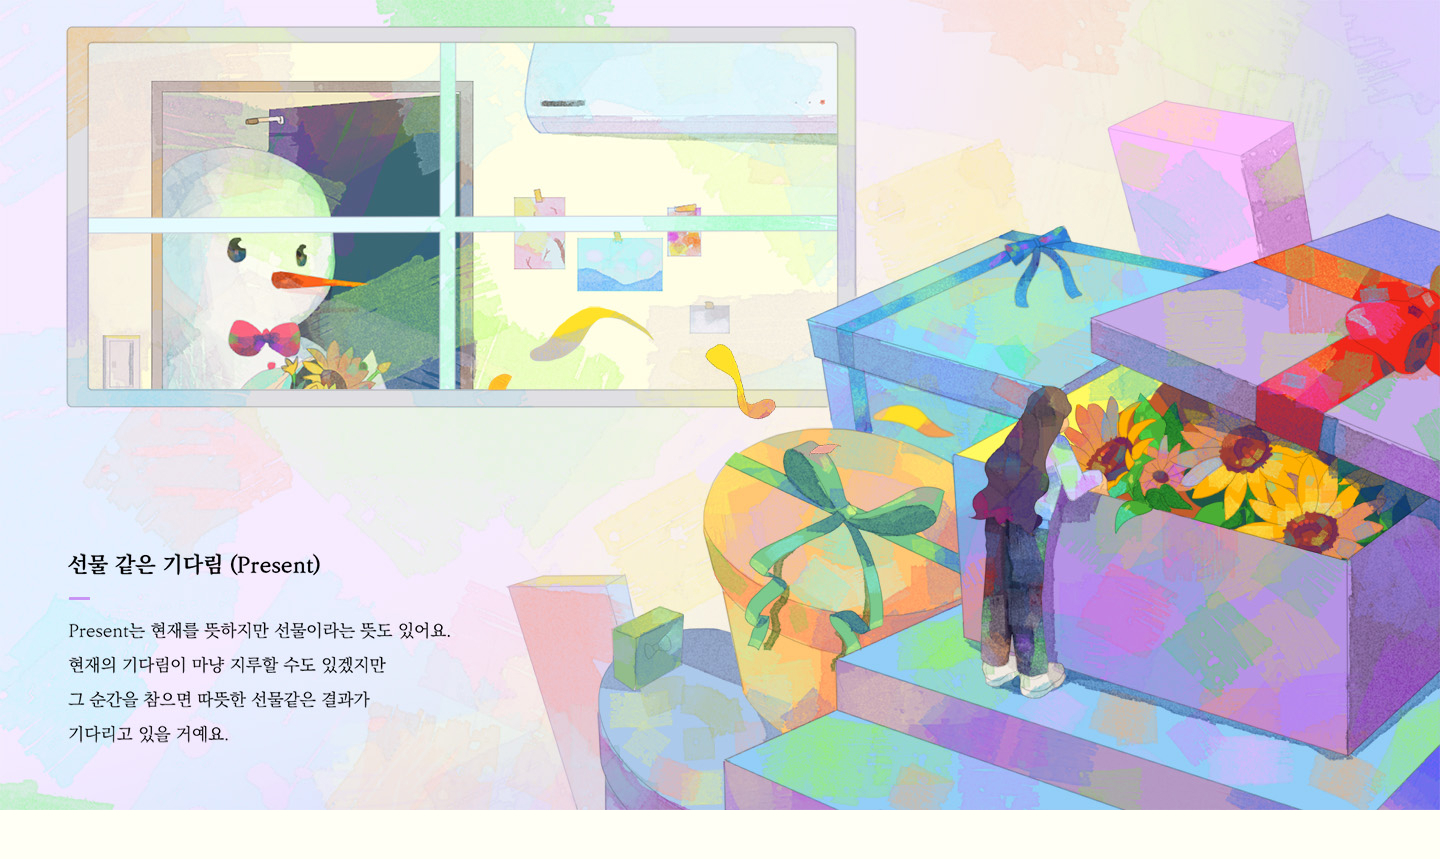 선물 같은 기다림 (Present)
Present는 현재를 뜻하지만 선물이라는 뜻도 있어요.
현재의 기다림이 마냥 지루할 수도 있겠지만
그 순간을 참으면 따뜻한 선물같은 결과가
기다리고 있을 거예요.